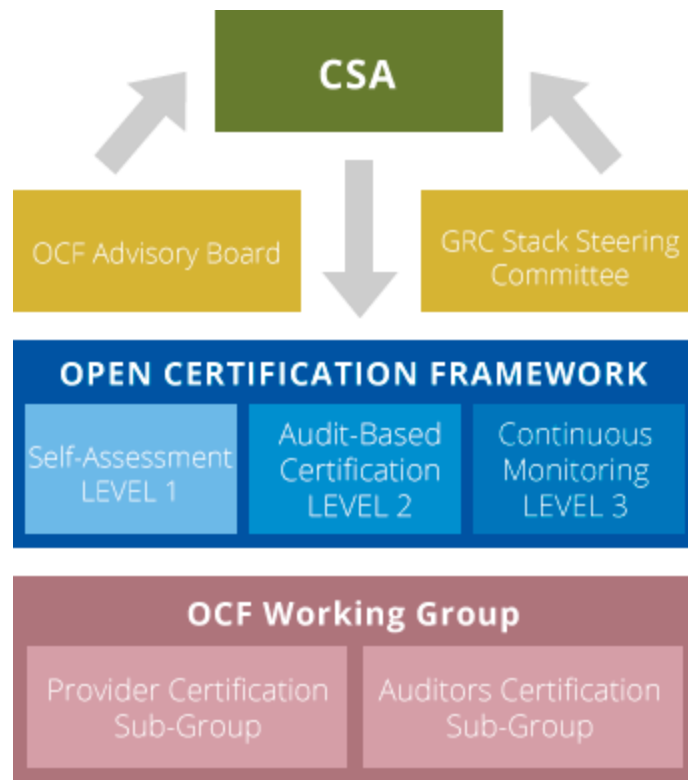 CSA
OCF Advisory Board
GRC Stack Steering
Committee
OPEN CERTIFICATION FRAMEWORK
Self-Assessment
LEVEL 1
Audit-Based
Certification
LEVEL 2
Continuous
Monitoring
LEVEL 3
OCF Working Group
Provider Certification
Sub-Group
Auditors Certification
Sub-Group